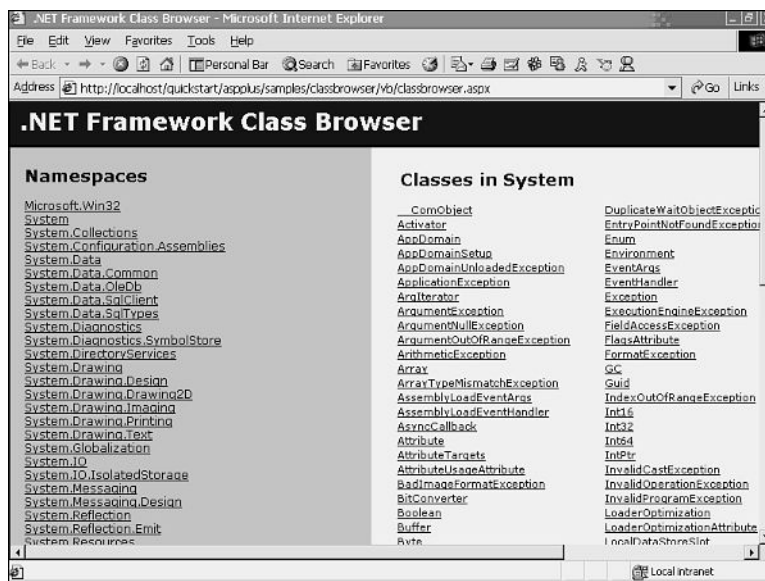 .NET Framework Class Browser - Microsoft Internet Explorer
File Edit View Favorites Tools Help
Back Personal Bar Search Favorites
Address http://localhost/quickstart/aspplus/samples/classbrowser/vb/classbrowser.aspx Go Links
.NET Framework Class Browser
Namespaces
Microsoft.Win32
System
System.Collections
System.Configuration.Assemblies
System.Data
System.Data.Common
System.Data.OleDb
System.Data.SqlClient
System.Data.SqlTypes
System.Diagnostics
System.Diagnostics.SymbolStore
System.DirectoryServices
System.Drawing
System.Drawing.Design
System.Drawing.Drawing2D
System.Drawing.Imaging
System.Drawing.Printing
System.Drawing.Text
System.Globalization
System.IO
System.IO.IsolatedStorage
System.Messaging
System.Messaging.Design
System.Reflection
System.Reflection.Emit
System.Resources
Classes in System
__ComObject
Activator
AppDomain
AppDomainSetup
AppDomainUnloadedException
ApplicationException
ArgIterator
ArgumentException
ArgumentNullException
ArgumentOutOfRangeException
ArithmeticException
Array
ArrayTypeMismatchException
AssemblyLoadEventArgs
AssemblyLoadEventHandler
AsyncCallback
Attribute
AttributeTargets
AttributeUsageAttribute
BadImageFormatException
BitConverter
Boolean
Buffer
Byte
DuplicateWaitObjectExceptic
EntryPointNotFoundException
Enum
Environment
EventArgs
EventHandler
Exception
ExecutionEngineException
FieldAccessException
FlagsAttribute
FormatException
GC
Guid
IndexOutOfRangeException
Int16
Int32
Int64
IntPtr
InvalidCastException
InvalidOperationException
InvalidProgramException
LoaderOptimization
LoaderOptimizationAttribute
LocalDataStoreSlot
Local intranet